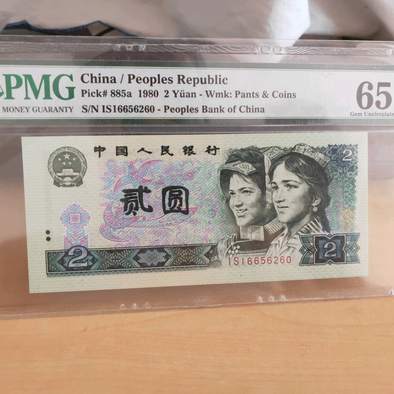 PMG
MONEY GUARANTY
China / Peoples Republic
Pick# 885a 1980 2 Yüan - Wmk: Pants & Coins
S/N IS16656260 - Peoples Bank of China
65
Gem Uncirculated
中国人民银行
2
贰圆
2
2
IS16656260